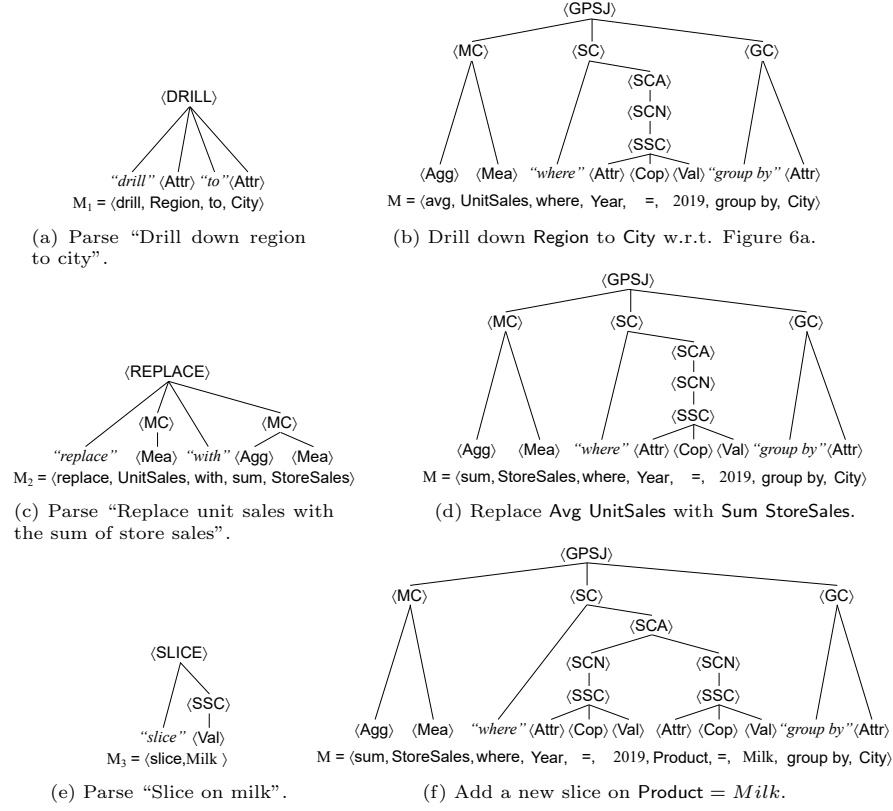 ⟨DRILL⟩
“drill” ⟨Attr⟩ “to” ⟨Attr⟩
M1 = ⟨drill, Region, to, City⟩
(a) Parse “Drill down region
to city”.
⟨GPSJ⟩
⟨MC⟩ ⟨SC⟩ ⟨GC⟩
⟨SCA⟩
⟨SCN⟩
⟨SSC⟩
⟨Agg⟩ ⟨Mea⟩ “where” ⟨Attr⟩ ⟨Cop⟩ ⟨Val⟩ “group by” ⟨Attr⟩
M = ⟨avg, UnitSales, where, Year, =, 2019, group by, City⟩
(b) Drill down Region to City w.r.t. Figure 6a.
⟨REPLACE⟩
⟨MC⟩ ⟨MC⟩
“replace” ⟨Mea⟩ “with” ⟨Agg⟩ ⟨Mea⟩
M2 = ⟨replace, UnitSales, with, sum, StoreSales⟩
(c) Parse “Replace unit sales with
the sum of store sales”.
⟨GPSJ⟩
⟨MC⟩ ⟨SC⟩ ⟨GC⟩
⟨SCA⟩
⟨SCN⟩
⟨SSC⟩
⟨Agg⟩ ⟨Mea⟩ “where” ⟨Attr⟩ ⟨Cop⟩ ⟨Val⟩ “group by” ⟨Attr⟩
M = ⟨sum, StoreSales, where, Year, =, 2019, group by, City⟩
(d) Replace Avg UnitSales with Sum StoreSales.
⟨SLICE⟩
⟨SSC⟩
“slice” ⟨Val⟩
M3 = ⟨slice,Milk ⟩
(e) Parse “Slice on milk”.
⟨GPSJ⟩
⟨MC⟩ ⟨SC⟩ ⟨GC⟩
⟨SCA⟩
⟨SCN⟩ ⟨SCN⟩
⟨SSC⟩ ⟨SSC⟩
⟨Agg⟩ ⟨Mea⟩ “where” ⟨Attr⟩ ⟨Cop⟩ ⟨Val⟩ ⟨Attr⟩ ⟨Cop⟩ ⟨Val⟩ “group by” ⟨Attr⟩
M = ⟨sum, StoreSales, where, Year, =, 2019, Product, =, Milk, group by, City⟩
(f) Add a new slice on Product = Milk.